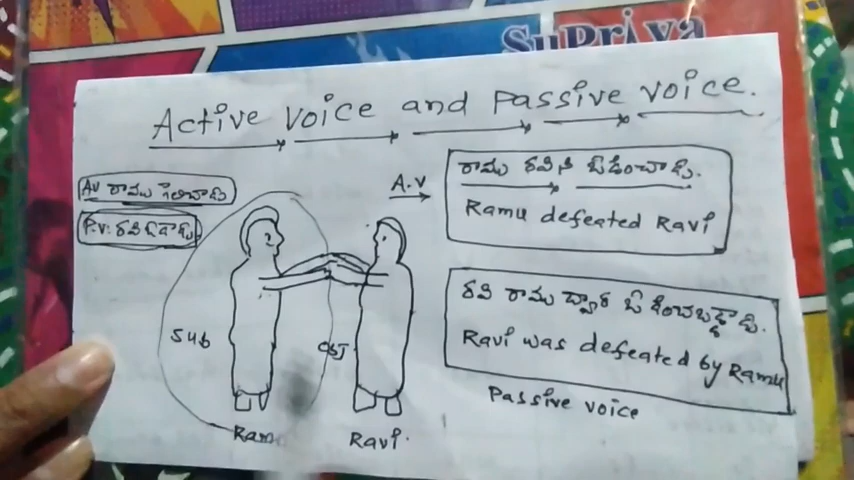 Supriya
Active voice and Passive voice.
A.V రాము గెలిచాడు
P.V: రవి ఓడాడు
A.V
రాము రవిని ఓడించాడు.
Ramu defeated Ravi
రవి రాము ద్వార ఓడించబడ్డాడు.
Ravi was defeated by Ramu
Passive voice
Sub
obj
Ramu
Ravi.